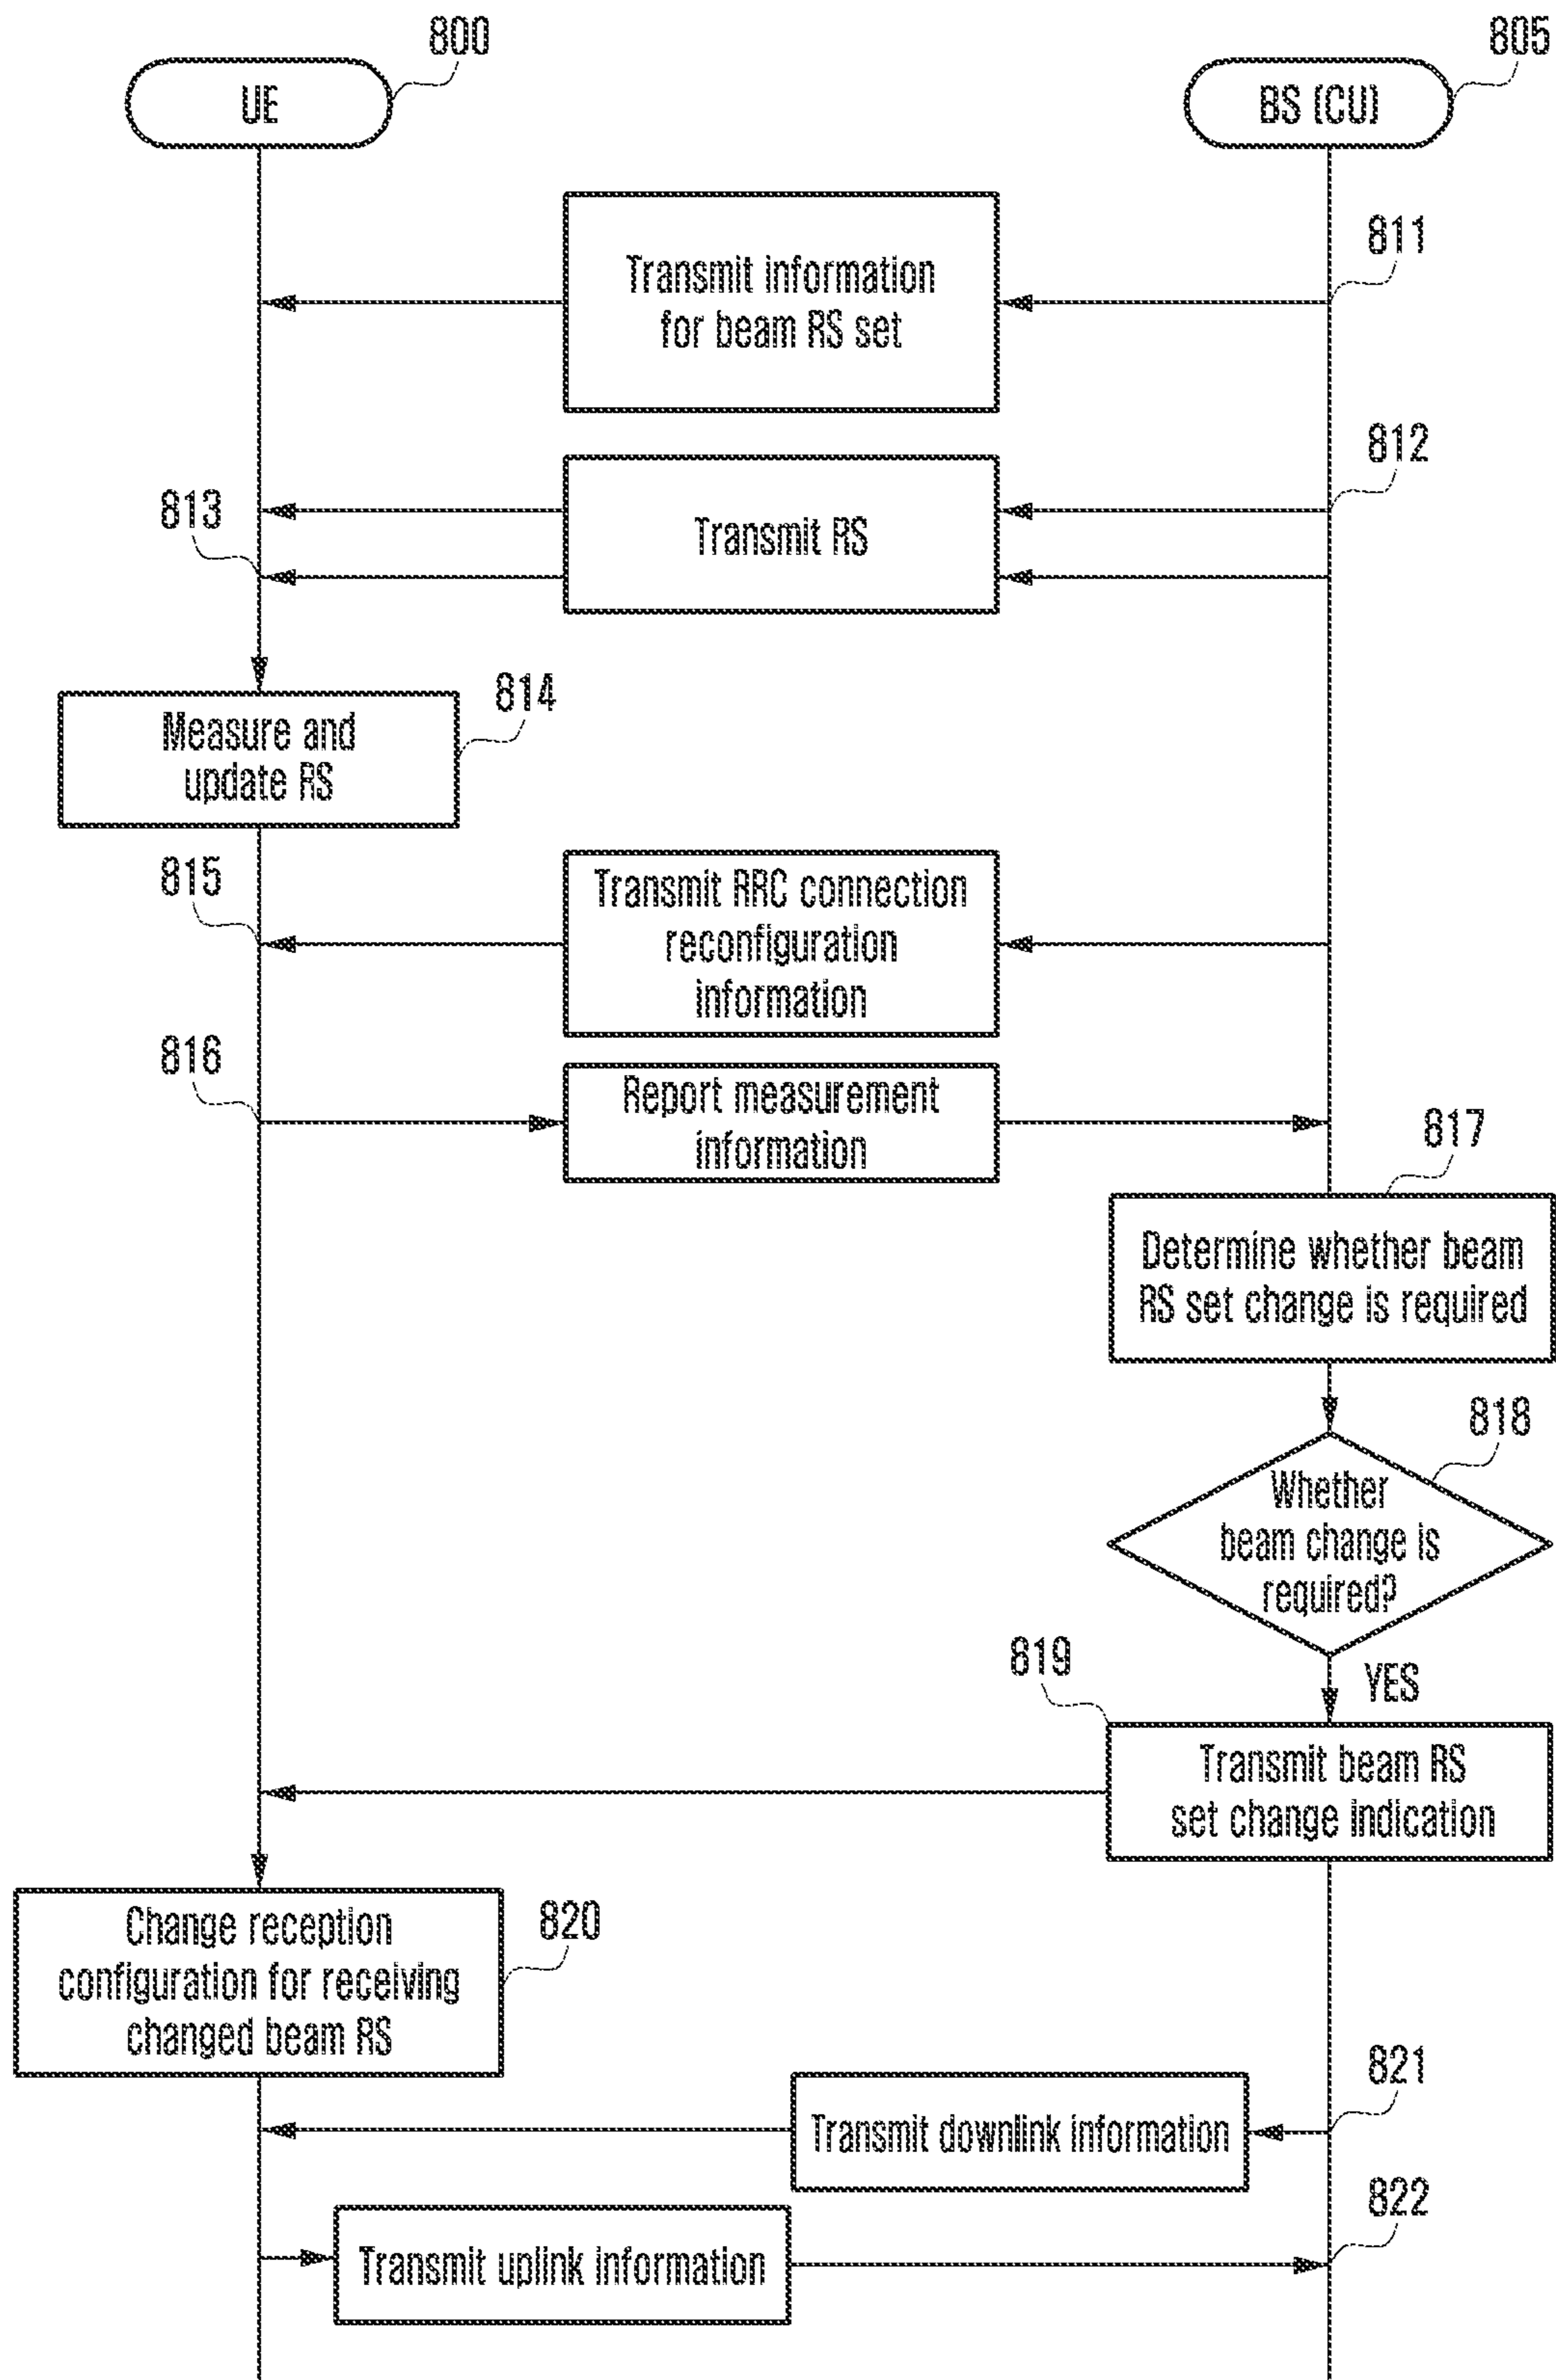 800
805
UE
BS (CU)
811
Transmit information
for beam RS set
812
813
Transmit RS
814
Measure and
update RS
815
Transmit RRC connection
reconfiguration
information
816
Report measurement
information
817
Determine whether beam
RS set change is required
818
Whether
beam change is
required?
819
YES
Transmit beam RS
set change indication
820
Change reception
configuration for receiving
changed beam RS
821
Transmit downlink information
822
Transmit uplink information